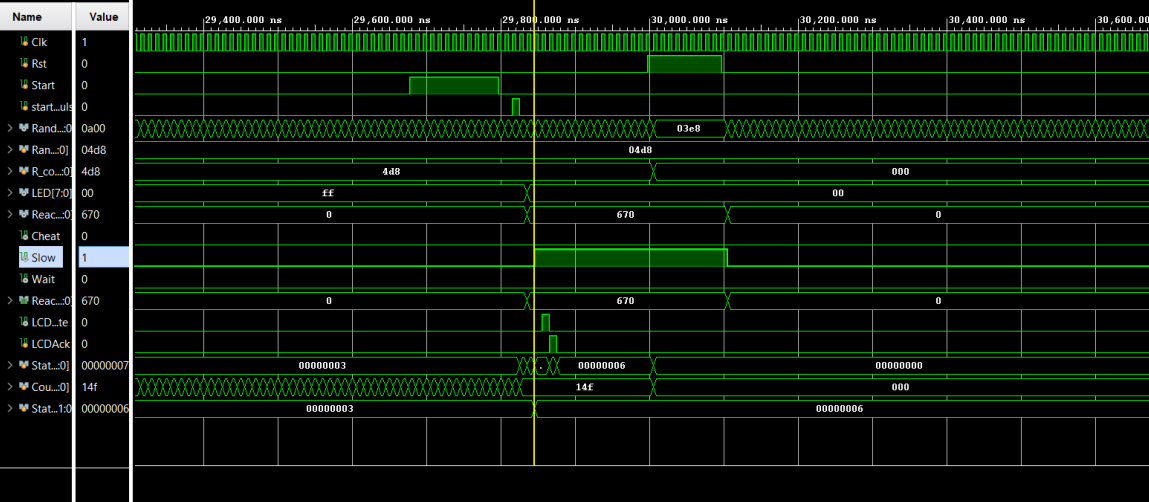 Name Value
29,400.000 ns 29,600.000 ns 29,800.000 ns 30,000.000 ns 30,200.000 ns 30,400.000 ns 30,600.
Clk 1
Rst 0
Start 0
start...uls 0
Rand...:0] 0a00 03e8
Ran...:0] 04d8 04d8
R_co...:0] 4d8 4d8 000
LED[7:0] 00 ff 00
Reac...:0] 670 0 670 0
Cheat 0
Slow 1
Wait 0
Reac...:0] 670 0 670 0
LCD...te 0
LCDAck 0
Stat...:0] 00000007 00000003 . 00000006 00000000
Cou...:0] 14f 14f 000
Stat...1:0] 00000006 00000003 00000006